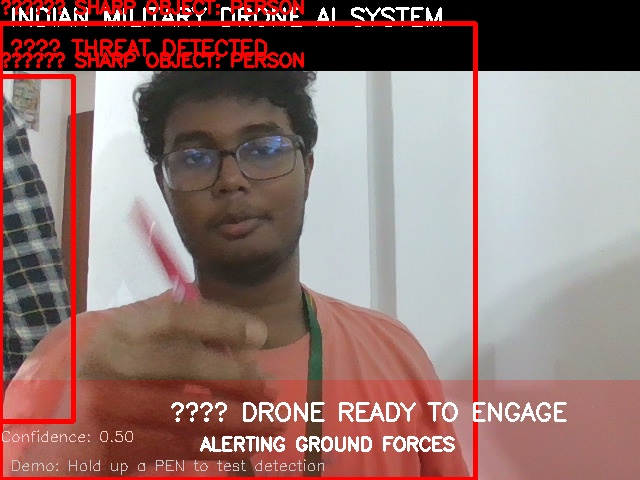 ?????? SHARP OBJECT: PERSON
INDIAN MILITARY DRONE AI SYSTEM
???? THREAT DETECTED
?????? SHARP OBJECT: PERSON
???? DRONE READY TO ENGAGE
ALERTING GROUND FORCES
Confidence: 0.50
Demo: Hold up a PEN to test detection